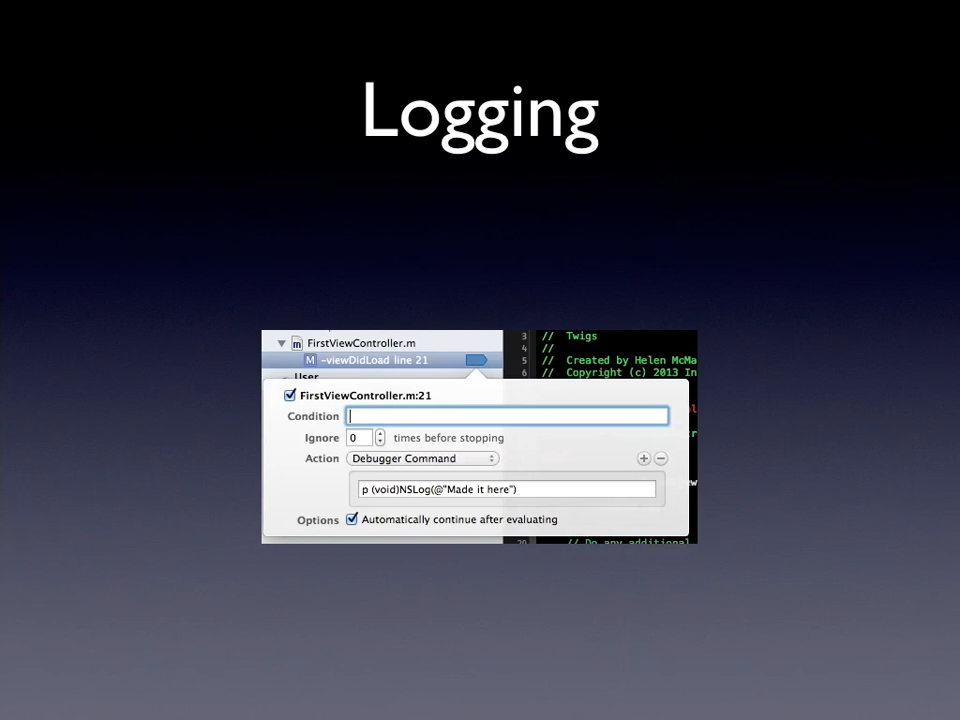 Logging
FirstViewController.m
M -viewDidLoad line 21
User
3 // Twigs
4 //
5 // Created by Helen McMa
6 // Copyright (c) 2013 In
FirstViewController.m:21
Condition
Ignore 0 times before stopping
Action Debugger Command
p (void)NSLog(@"Made it here")
Options Automatically continue after evaluating
20 // Do any additional